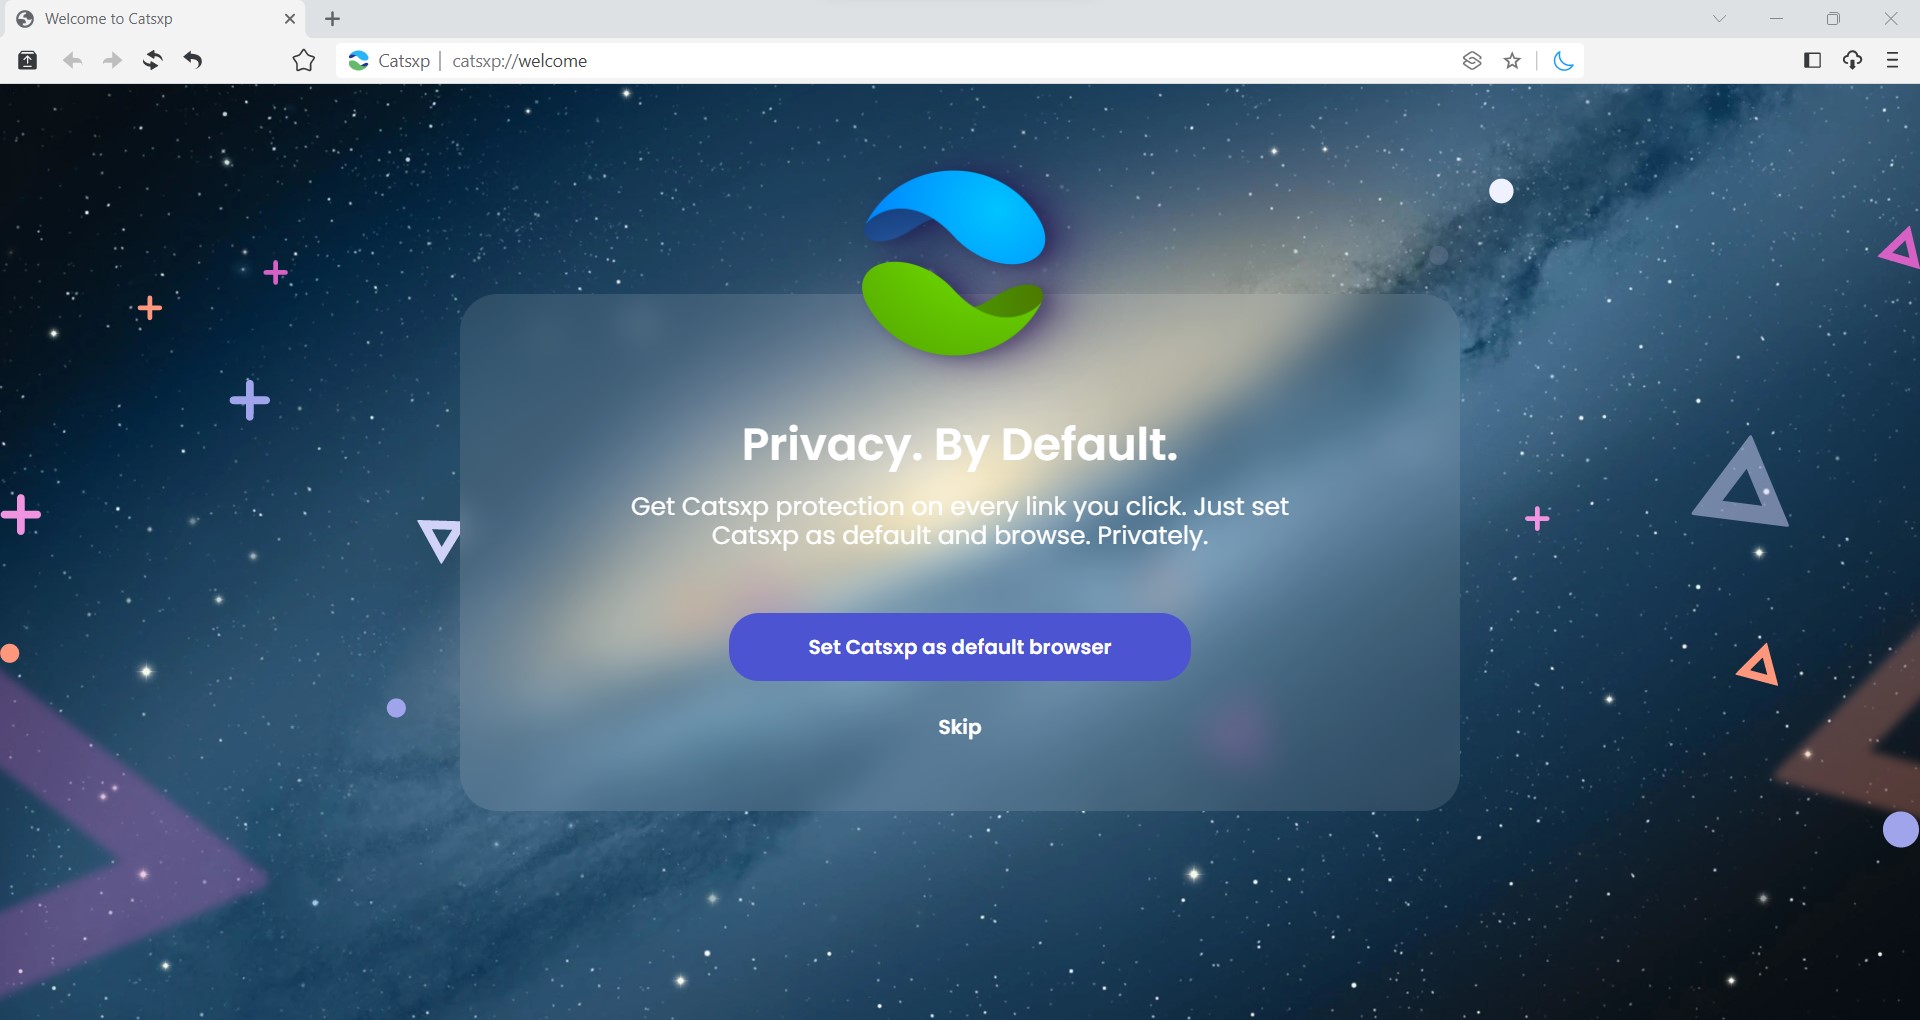 Welcome to Catsxp
Catsxp | catsxp://welcome
Privacy. By Default.
Get Catsxp protection on every link you click. Just set
Catsxp as default and browse. Privately.
Set Catsxp as default browser
Skip